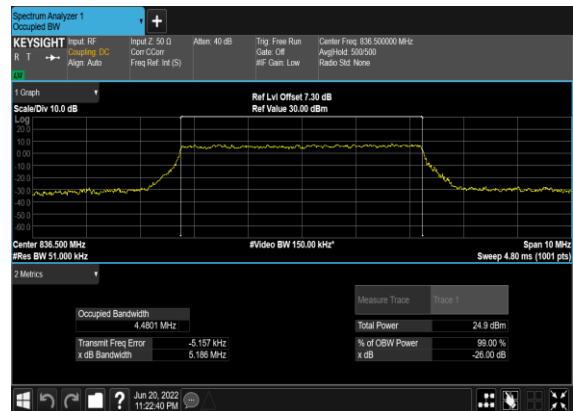 Spectrum Analyzer 1
Occupied BW
+
KEYSIGHT Input: RF Input Z: 50 Ω Atten: 40 dB Trig: Free Run Center Freq: 836.500000 MHz
R T Coupling: DC Corr CCorr Gate: Off Avg|Hold: 500/500
Align: Auto Freq Ref: Int (S) #IF Gain: Low Radio Std: None
LW
1 Graph Ref Lvl Offset 7.30 dB
Scale/Div 10.0 dB Ref Value 30.00 dBm
Log
20.0
10.0
0.00
-10.0
-20.0
-30.0
-40.0
-50.0
-60.0
Center 836.500 MHz #Video BW 150.00 kHz* Span 10 MHz
#Res BW 51.000 kHz Sweep 4.80 ms (1001 pts)
2 Metrics
Measure Trace Trace 1
Occupied Bandwidth
4.4801 MHz Total Power 24.9 dBm
Transmit Freq Error -5.157 kHz % of OBW Power 99.00 %
x dB Bandwidth 5.186 MHz x dB -26.00 dB
? Jun 20, 2022
11:22:40 PM